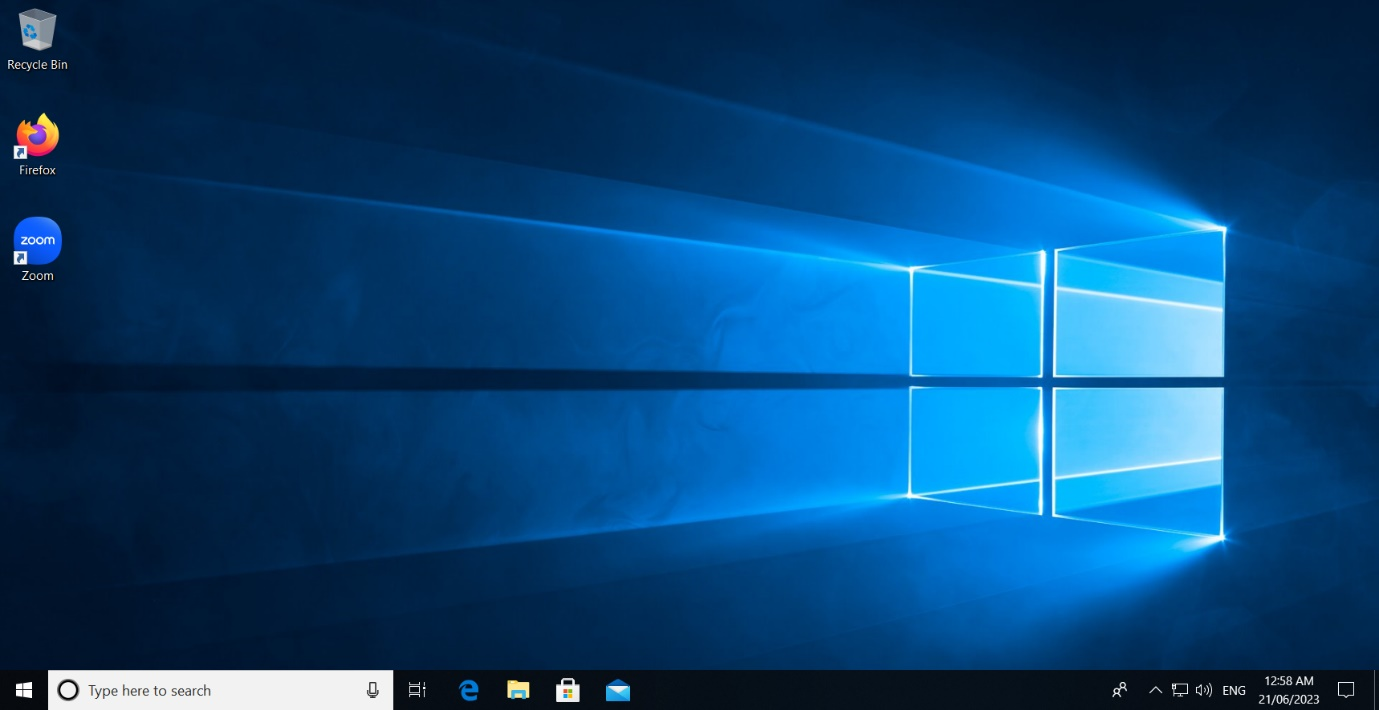 Recycle Bin
Firefox
zoom
Zoom
Type here to search
ENG
12:58 AM
21/06/2023